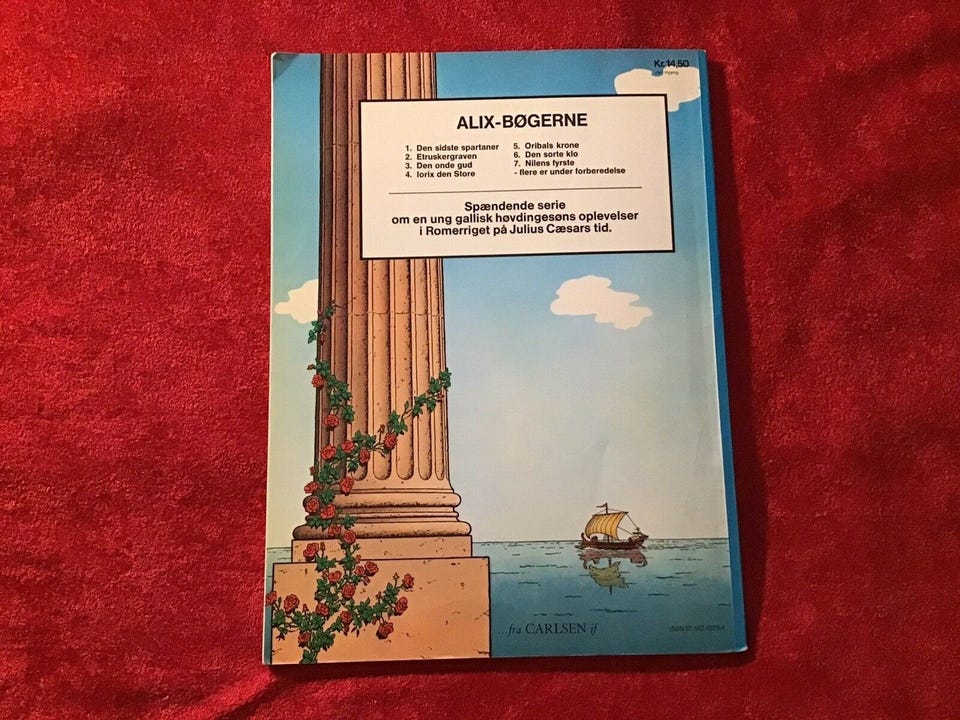 Kr. 14,50
ALIX-BØGERNE
1. Den sidste spartaner
2. Etruskergraven
3. Den onde gud
4. Iorix den Store
5. Oribals krone
6. Den sorte klo
7. Nilens fyrste
- flere er under forberedelse
Spændende serie
om en ung gallisk høvdingesøns oplevelser
i Romerriget på Julius Cæsars tid.
...fra CARLSEN if
ISBN